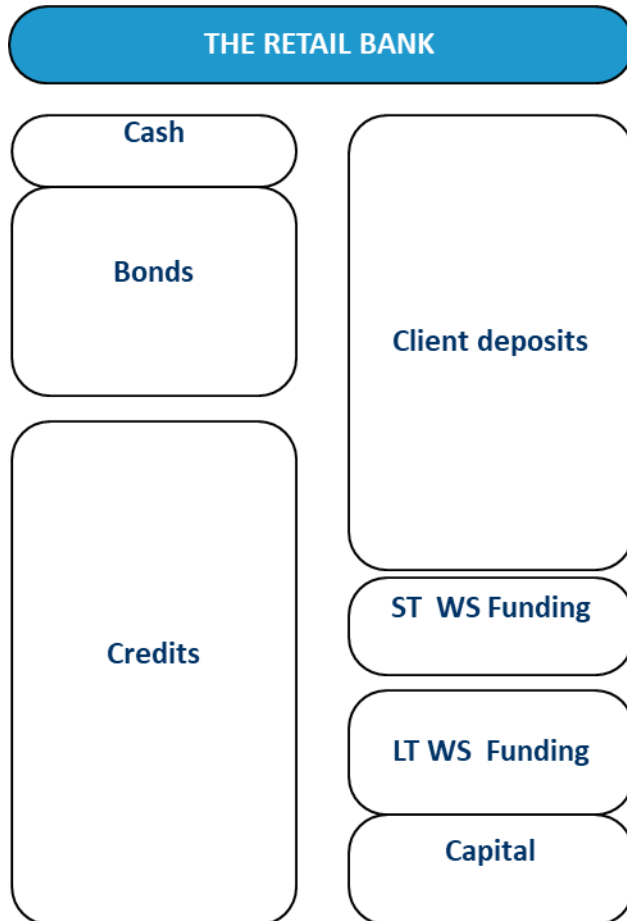 THE RETAIL BANK
Cash
Bonds
Credits
Client deposits
ST WS Funding
LT WS Funding
Capital